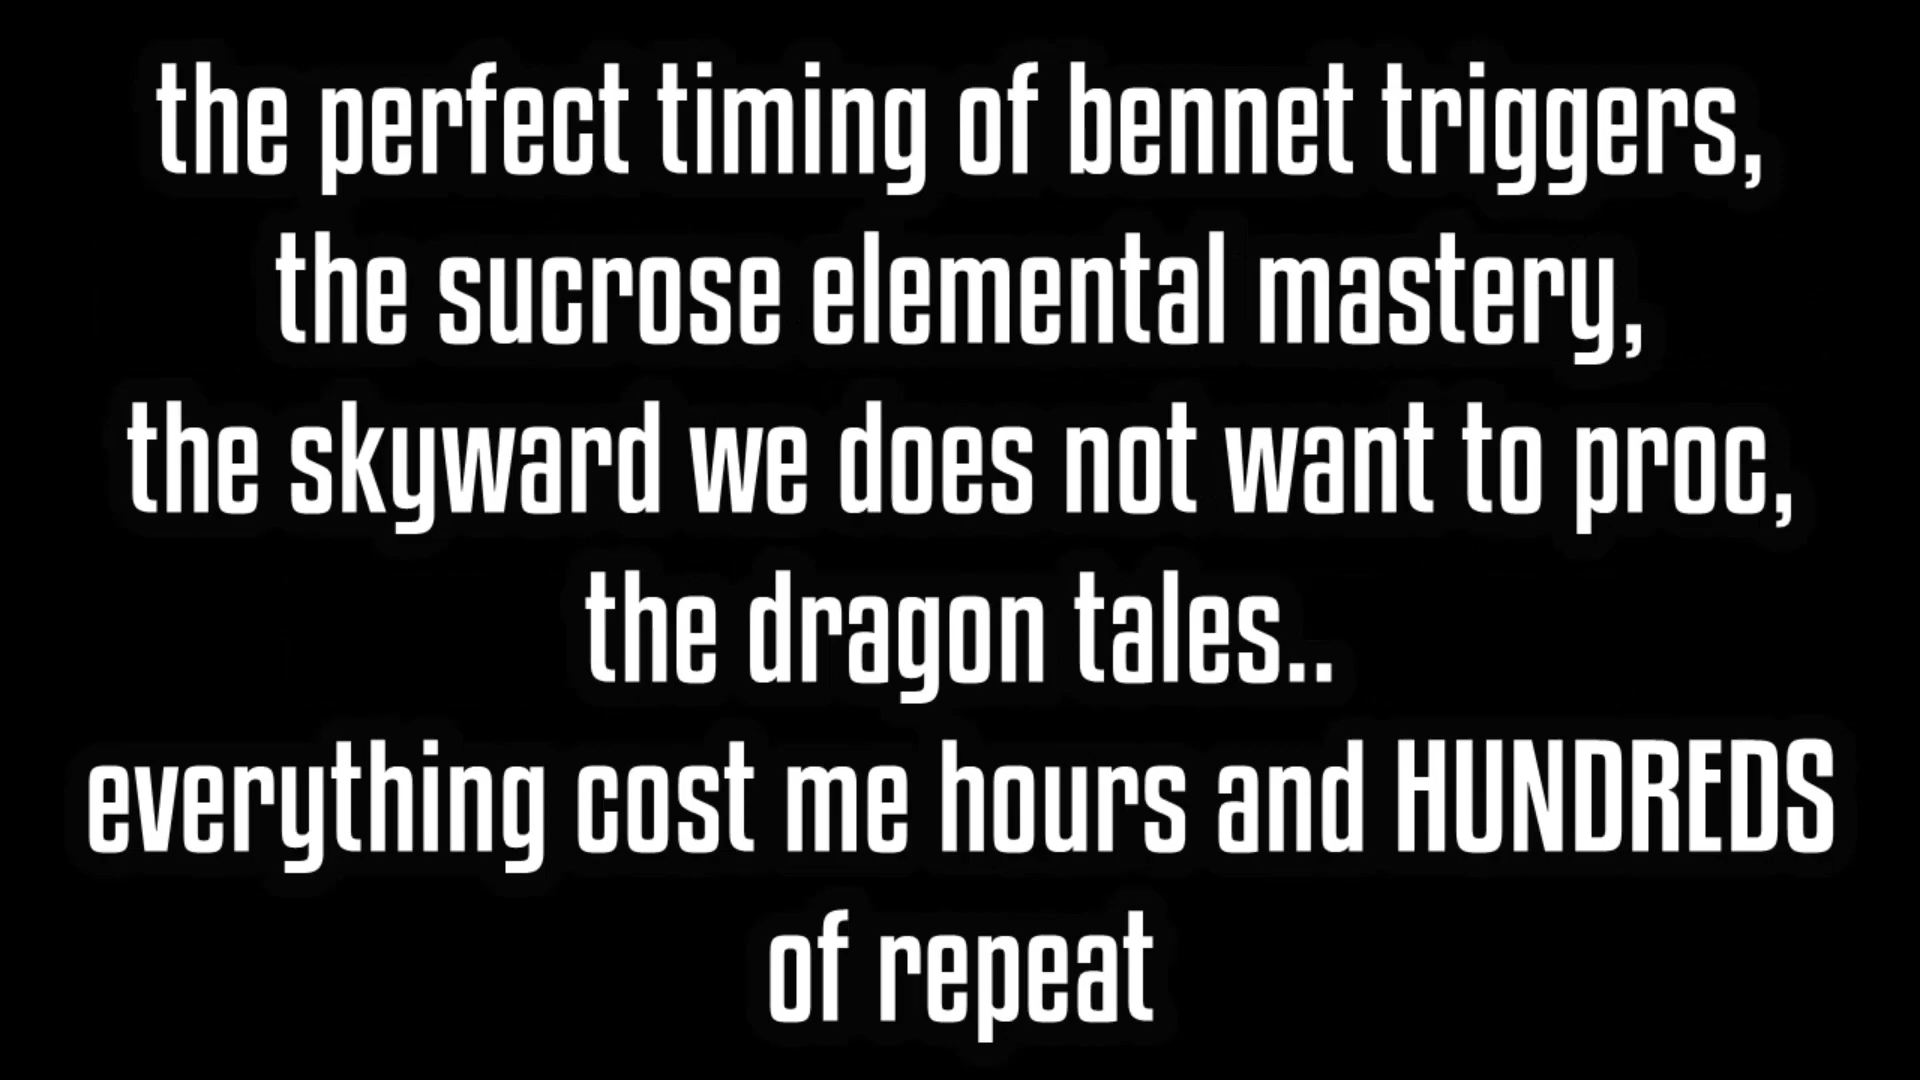 the perfect timing of bennet triggers,
the sucrose elemental mastery,
the skyward we does not want to proc,
the dragon tales..
everything cost me hours and HUNDREDS
of repeat